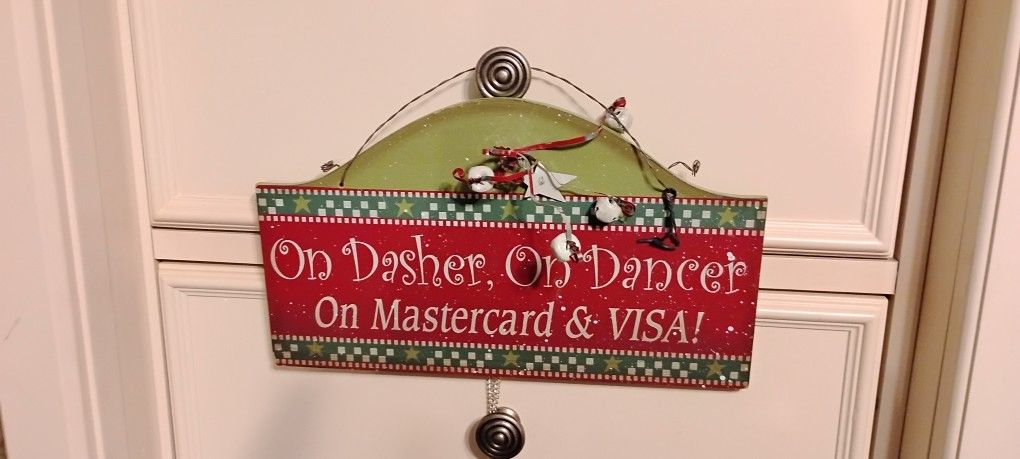 On Dasher, On Dancer
On Mastercard & VISA!